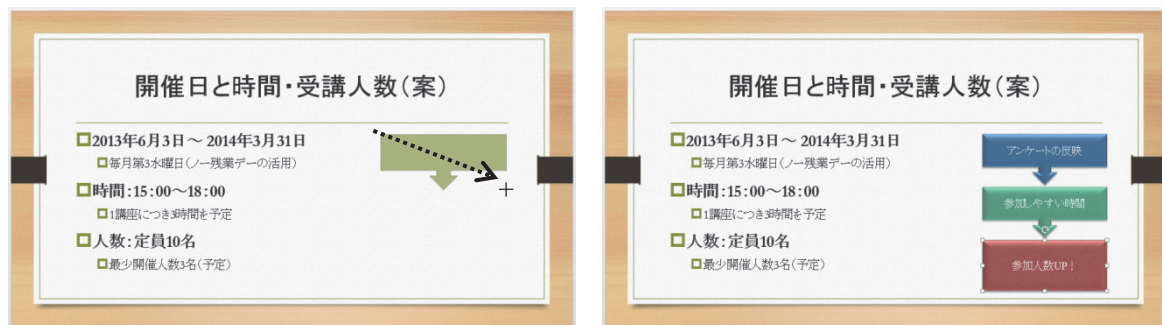 開催日と時間・受講人数(案)
2013年6月3日～ 2014年3月31日
毎月第3水曜日(ノー残業デーの活用)
時間:15:00～18:00
1講座につき3時間を予定
人数:定員10名
最少開催人数3名(予定)
開催日と時間・受講人数(案)
2013年6月3日～ 2014年3月31日
毎月第3水曜日(ノー残業デーの活用)
時間:15:00～18:00
1講座につき3時間を予定
人数:定員10名
最少開催人数3名(予定)
アンケートの反映
参加しやすい時間
参加人数UP!